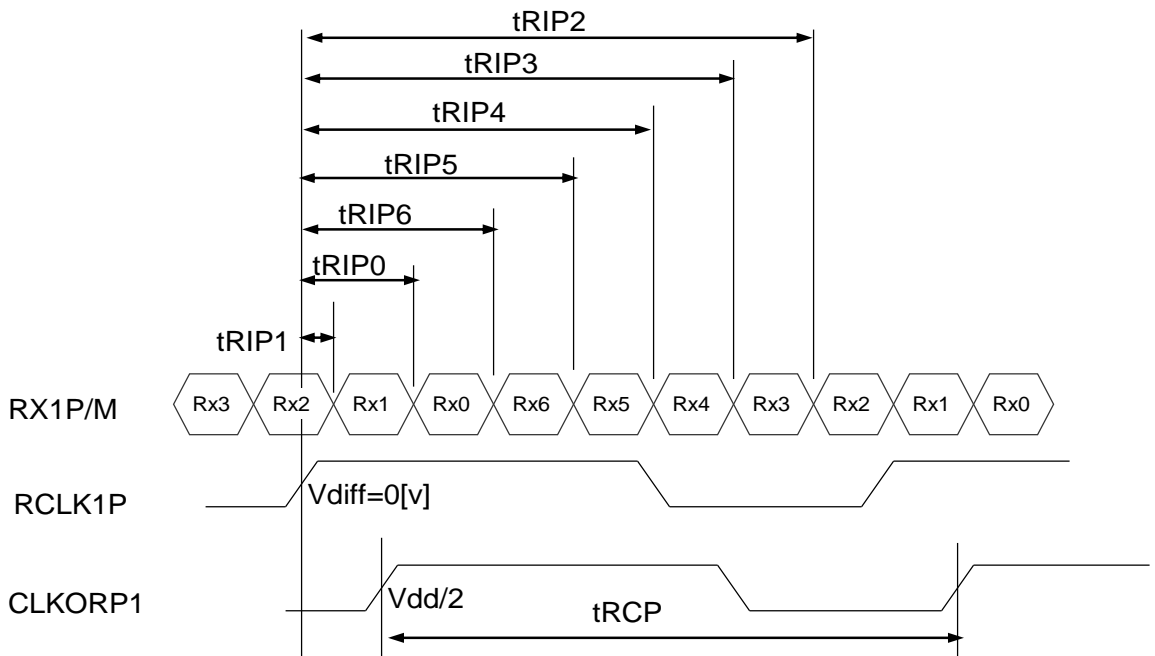 tRIP2
tRIP3
tRIP4
tRIP5
tRIP6
tRIP0
tRIP1
RX1P/M Rx3 Rx2 Rx1 Rx0 Rx6 Rx5 Rx4 Rx3 Rx2 Rx1 Rx0
RCLK1P Vdiff=0[v]
CLKORP1 Vdd/2
tRCP